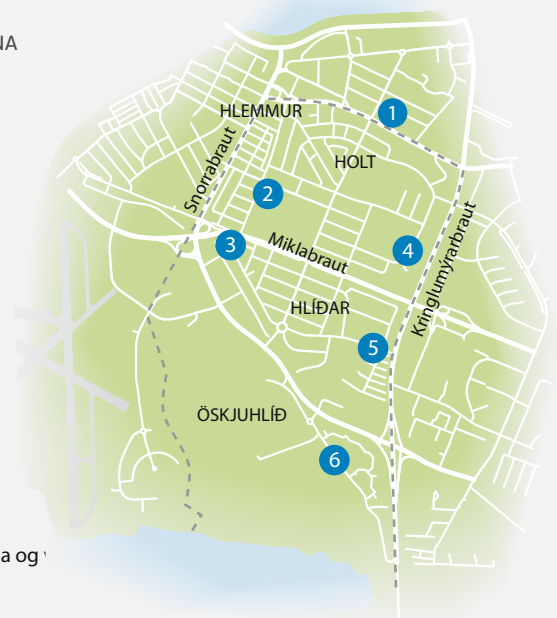 NA
HLEMMUR
1
Snorrabraut
HOLT
2
3
Miklabraut
4
Kringlumýrarbraut
HLÍÐAR
5
ÖSKJUHLÍÐ
6
a og